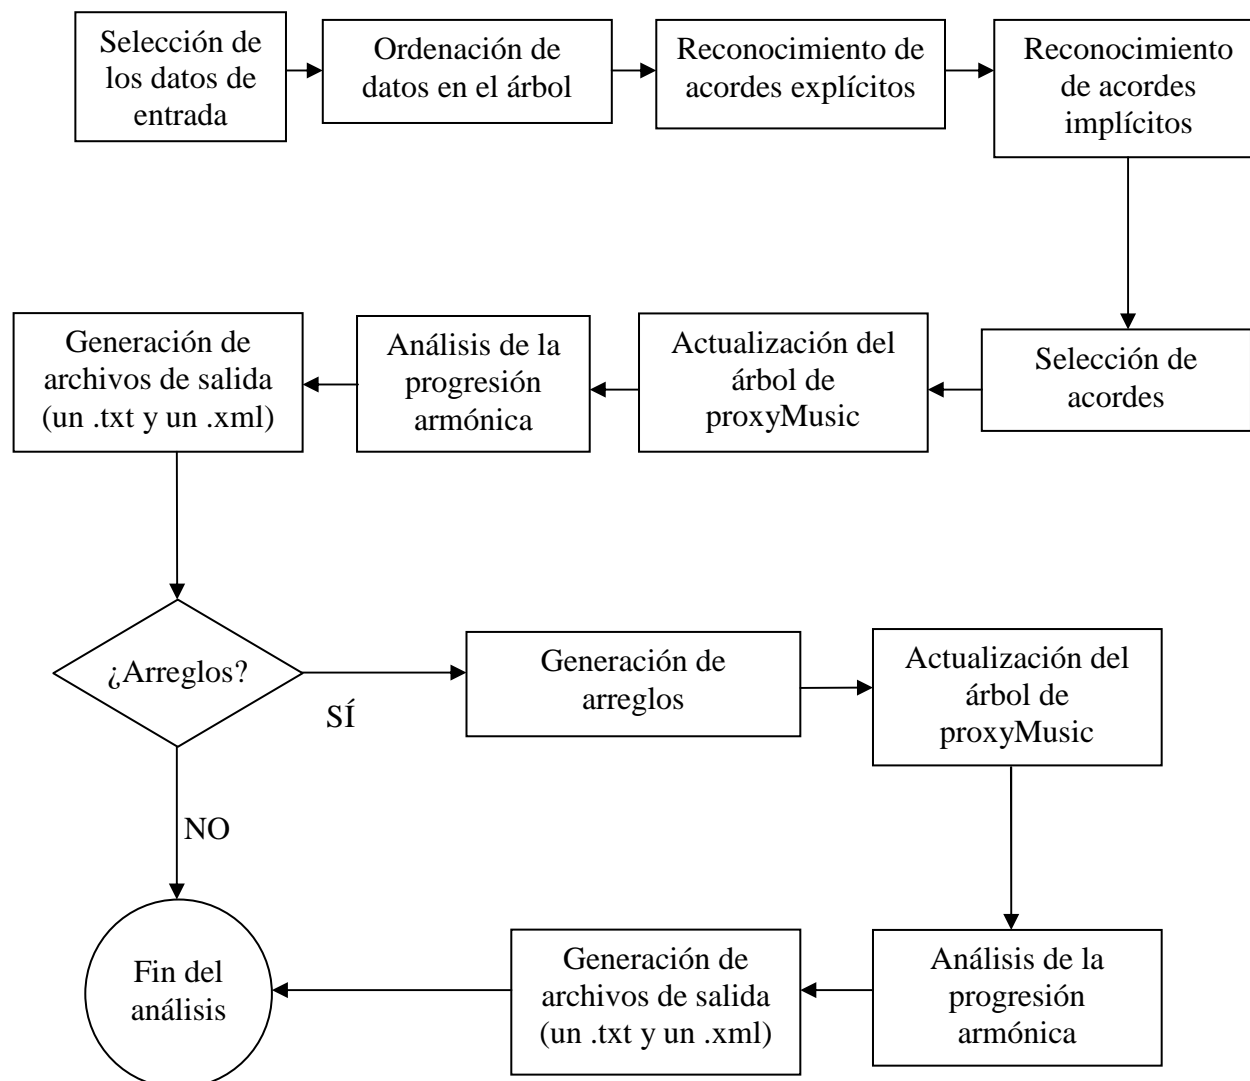 Selección de
los datos de
entrada
Ordenación de
datos en el árbol
Reconocimiento de
acordes explícitos
Reconocimiento
de acordes
implícitos
Selección de
acordes
Actualización del
árbol de
proxyMusic
Análisis de la
progresión
armónica
Generación de
archivos de salida
(un .txt y un .xml)
¿Arreglos?
SÍ
NO
Generación de
arreglos
Actualización del
árbol de
proxyMusic
Análisis de la
progresión
armónica
Generación de
archivos de salida
(un .txt y un .xml)
Fin del
análisis